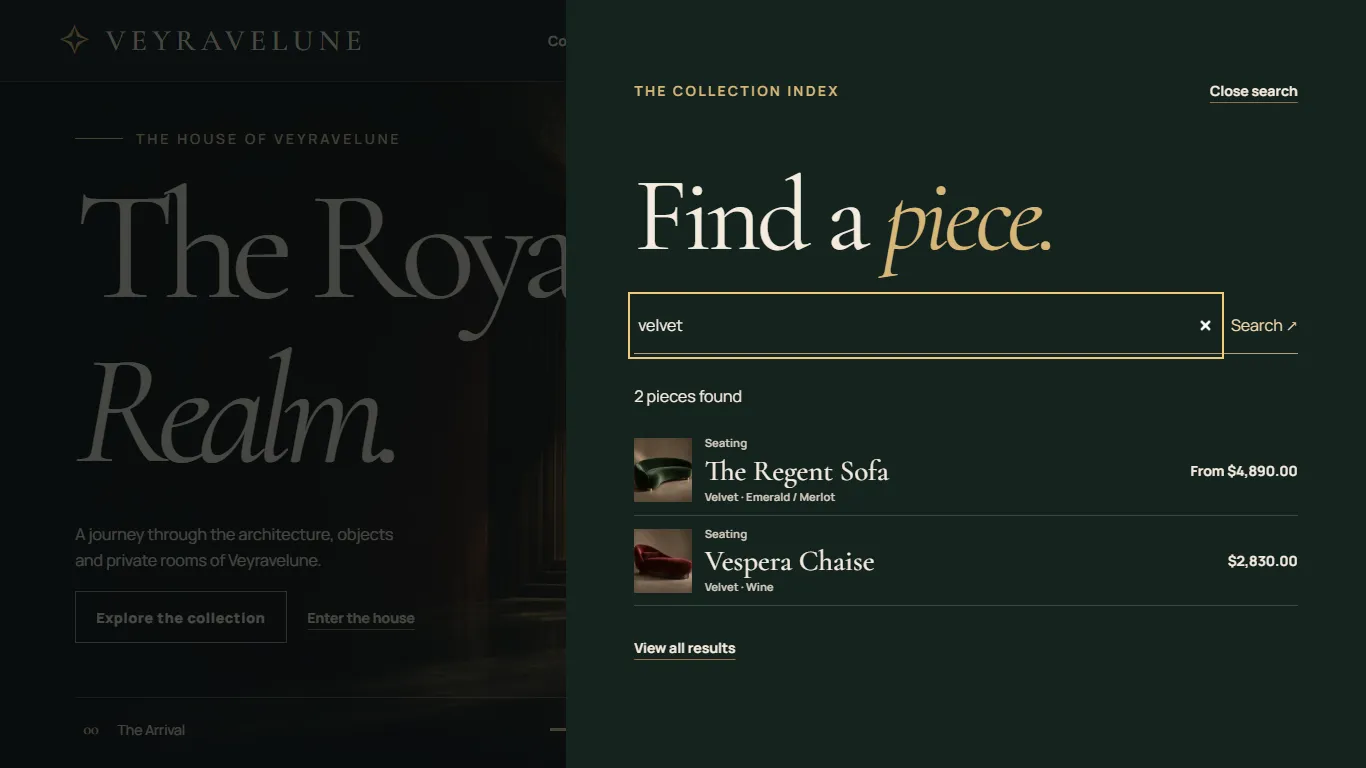 VEYRAVELUNE
THE HOUSE OF VEYRAVELUNE
The Roya
Realm.
A journey through the architecture, objects
and private rooms of Veyravelune.
Explore the collection
Enter the house
00
The Arrival
Co
THE COLLECTION INDEX
Close search
Find a piece.
velvet
×
Search ↗
2 pieces found
Seating
The Regent Sofa
From $4,890.00
Velvet · Emerald / Merlot
Seating
Vespera Chaise
$2,830.00
Velvet · Wine
View all results